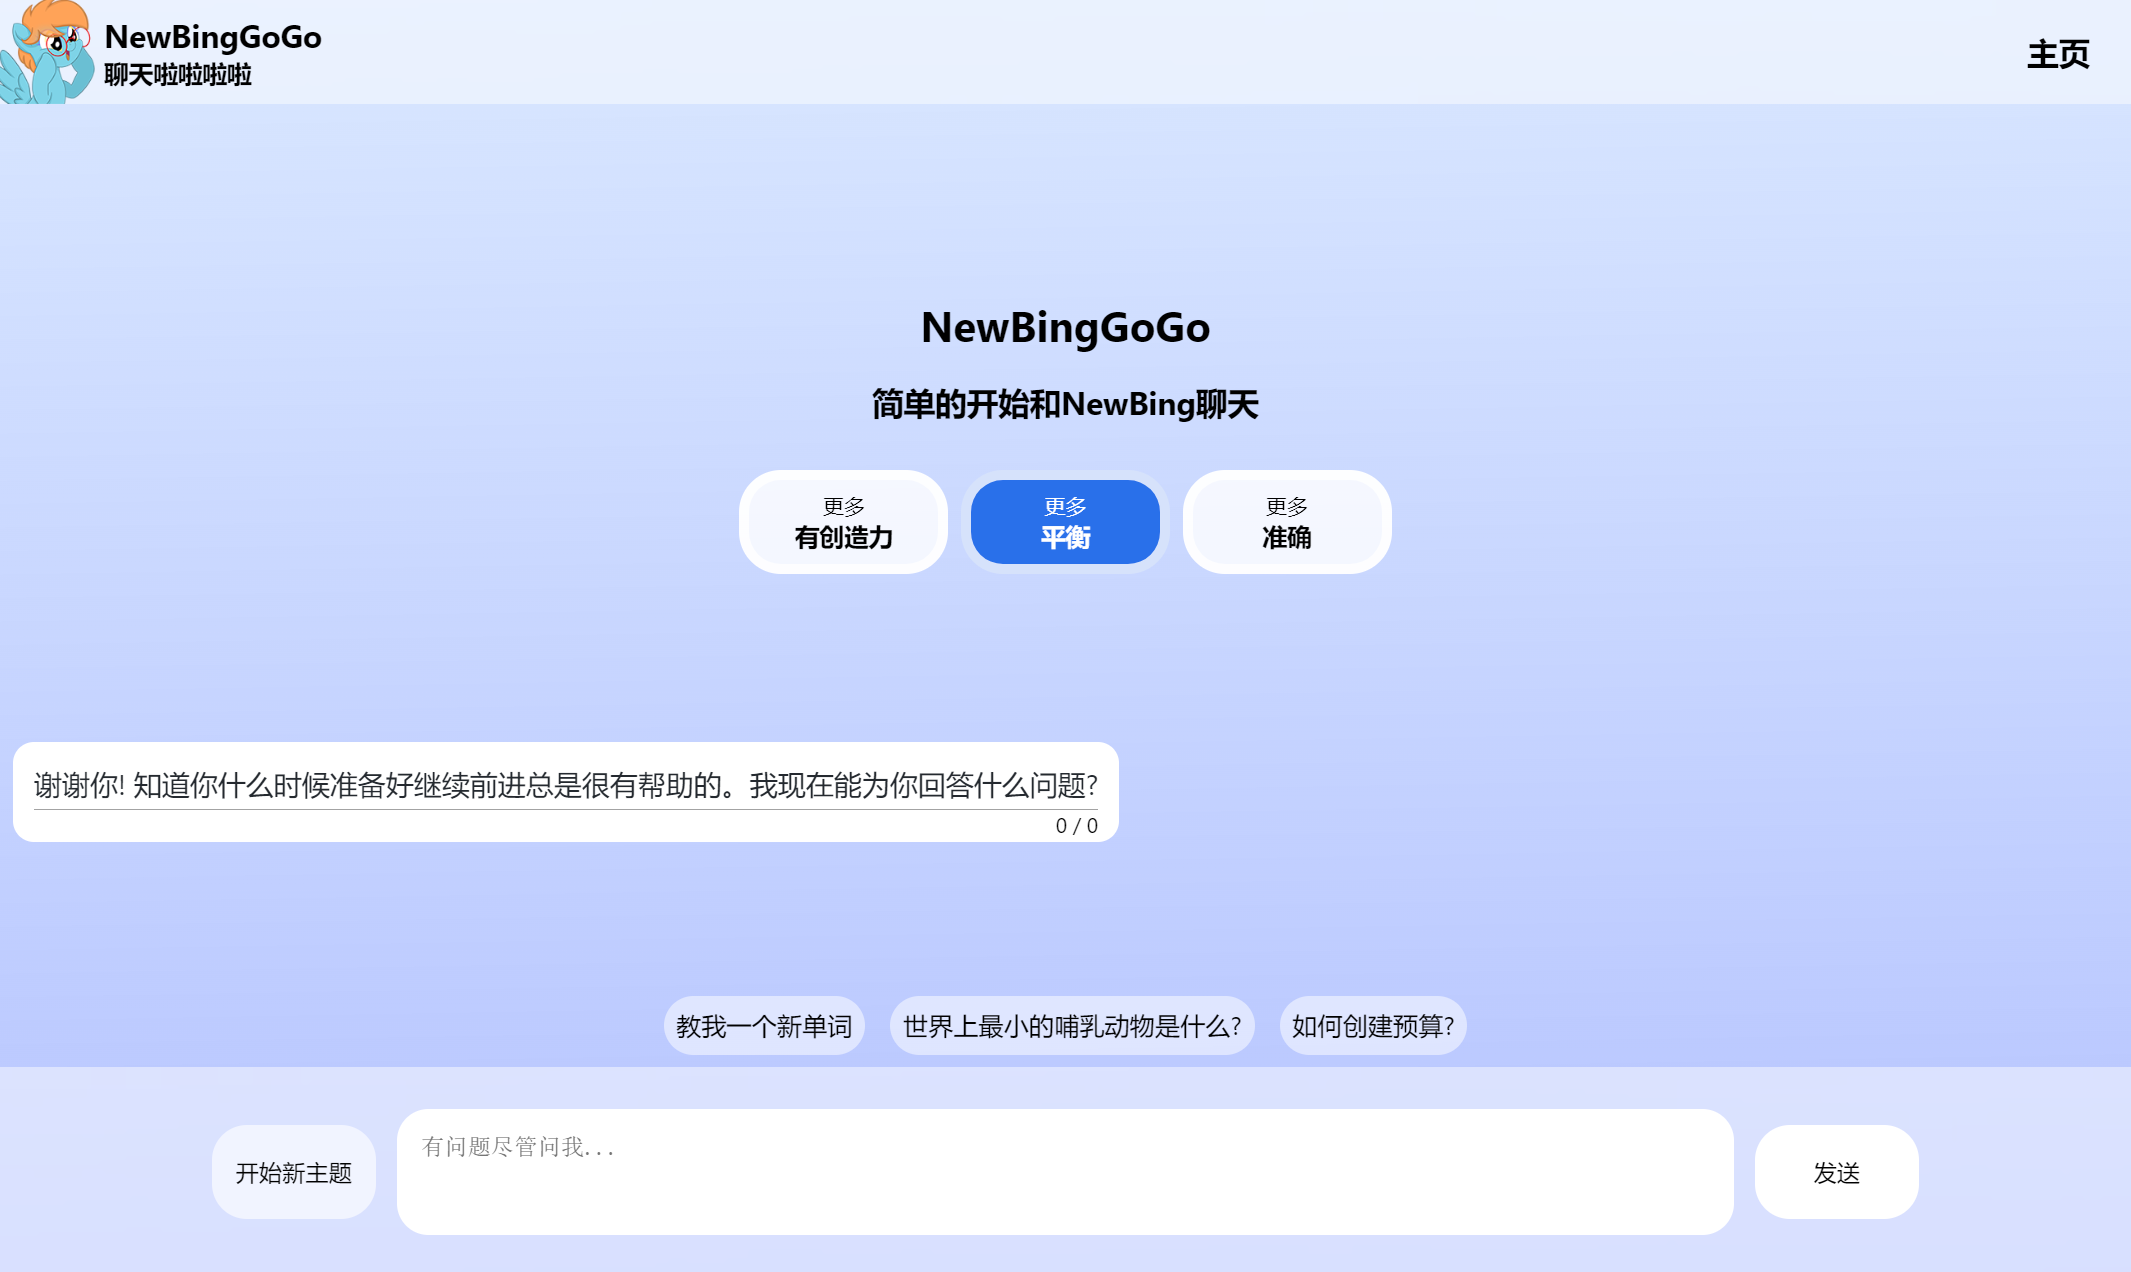 NewBingGoGo
聊天啦啦啦啦
主页
NewBingGoGo
简单的开始和NewBing聊天
更多
有创造力
更多
平衡
更多
准确
谢谢你! 知道你什么时候准备好继续前进总是很有帮助的。我现在能为你回答什么问题?
0 / 0
教我一个新单词
世界上最小的哺乳动物是什么?
如何创建预算?
开始新主题
有问题尽管问我...
发送